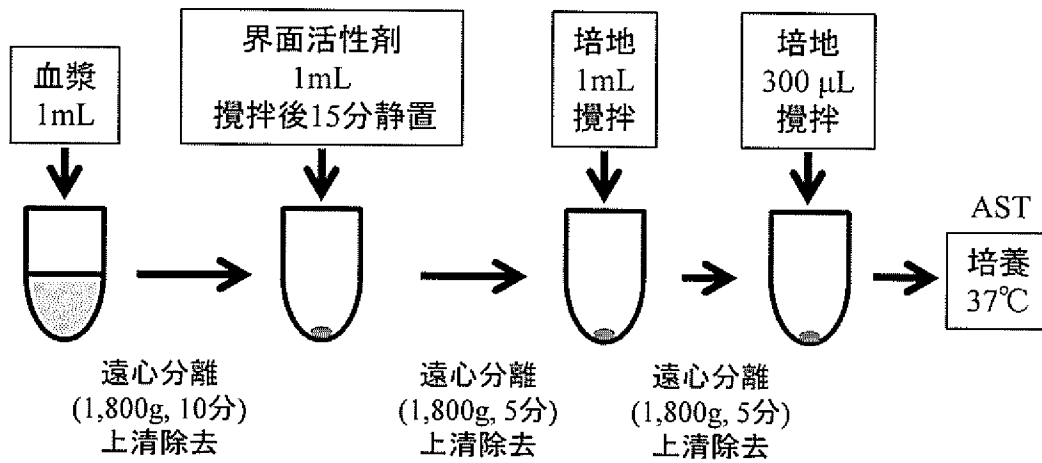 血漿
1mL
界面活性剤
1mL
攪拌後15分静置
培地
1mL
攪拌
培地
300 μL
攪拌
AST
培養
37℃
遠心分離
(1,800g, 10分)
上清除去
遠心分離
(1,800g, 5分)
上清除去
遠心分離
(1,800g, 5分)
上清除去